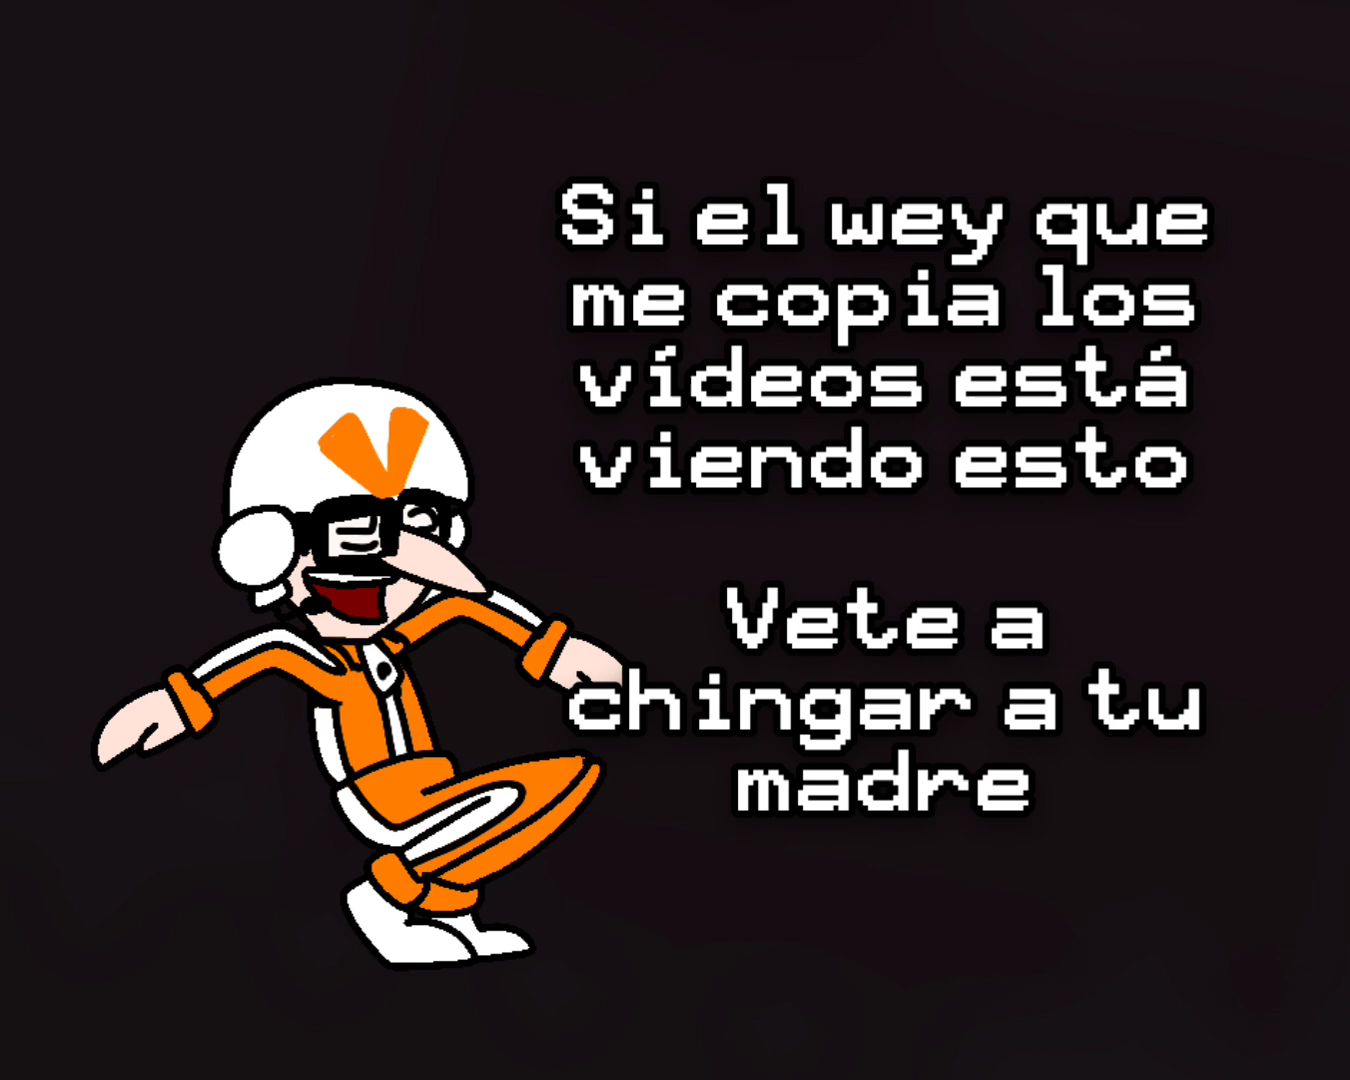 Si el wey que
me copia los
vídeos está
viendo esto
Vete a
chingar a tu
madre